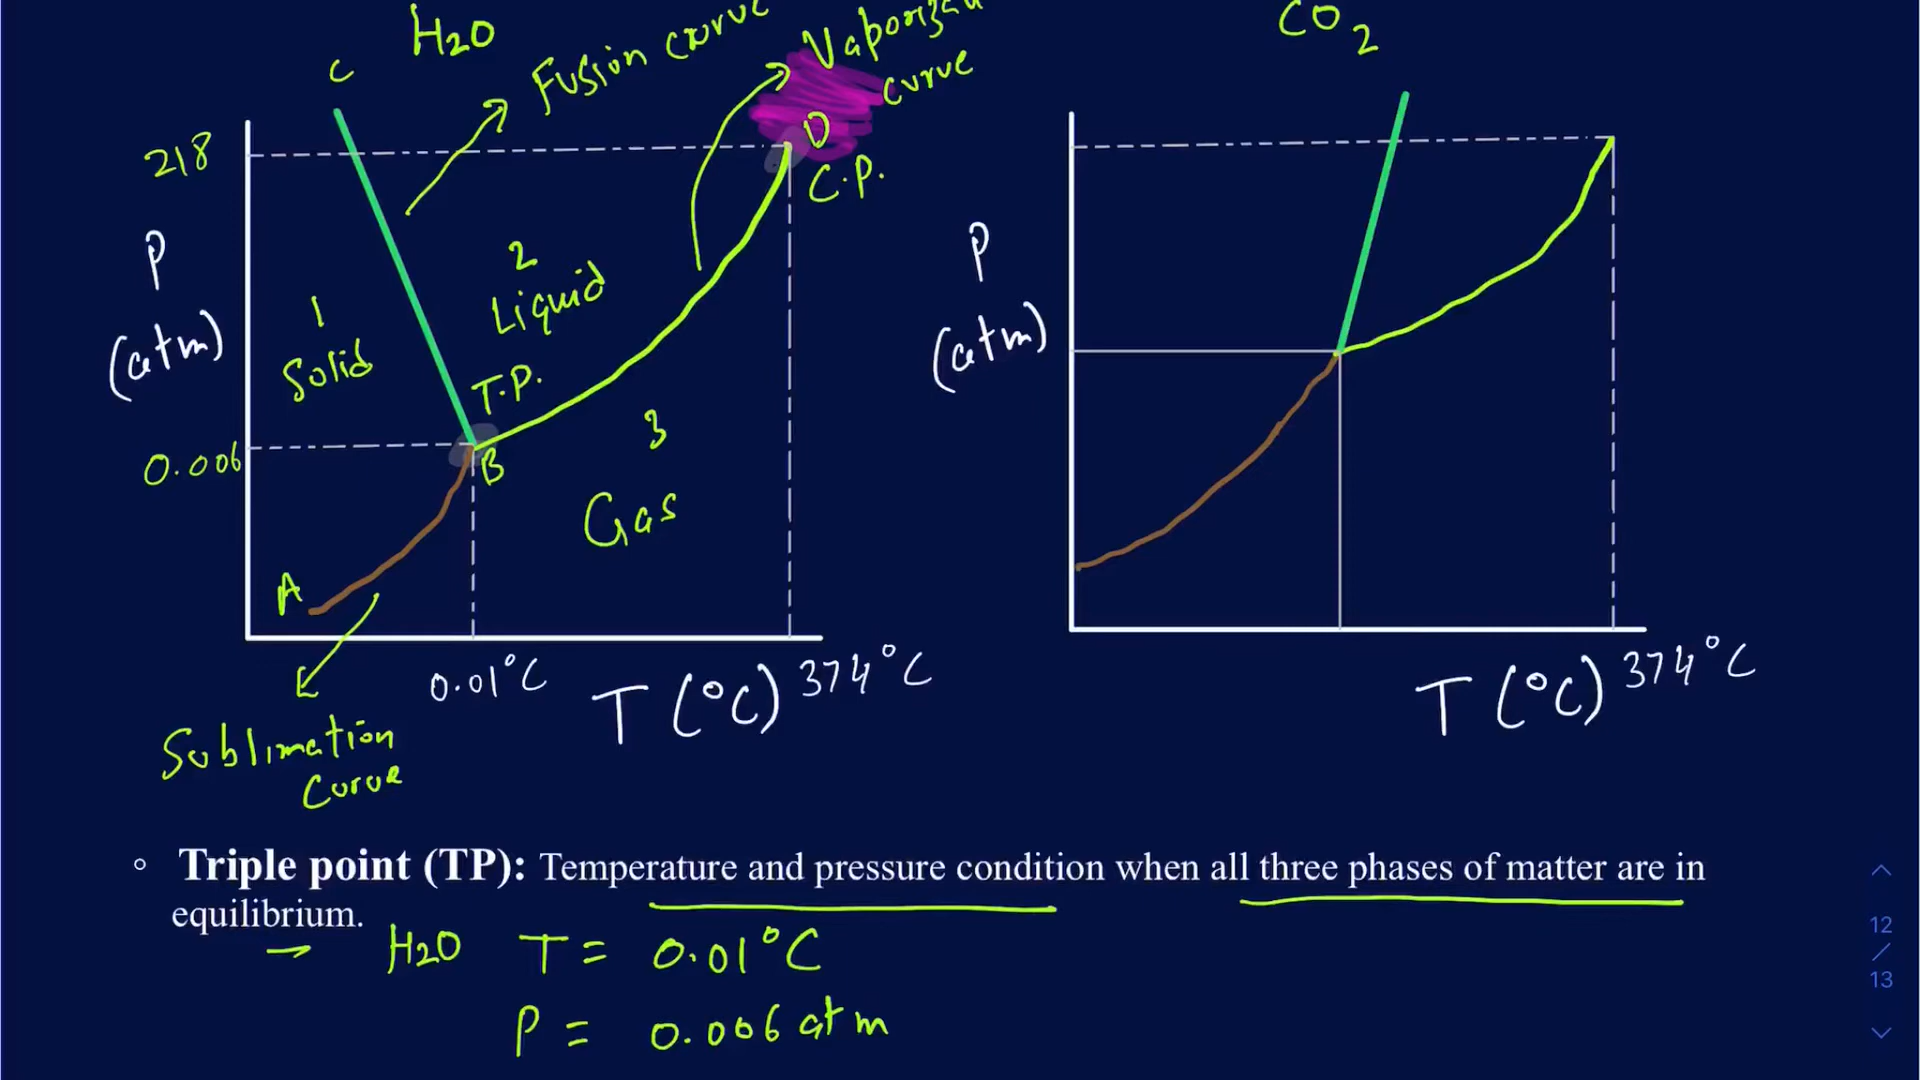 H2O
CO2
Fusion curve
curve
C
218
D
C.P.
P
(atm)
2
Liquid
1
Solid
T.P.
0.006
B
3
Gas
A
0.01°C
T (°C)
374°C
Sublimation
Curve
P
(atm)
T (°C)
374°C
◦ Triple point (TP): Temperature and pressure condition when all three phases of matter are in
equilibrium.
→ H2O T = 0.01°C
P = 0.006 atm
12
/
13